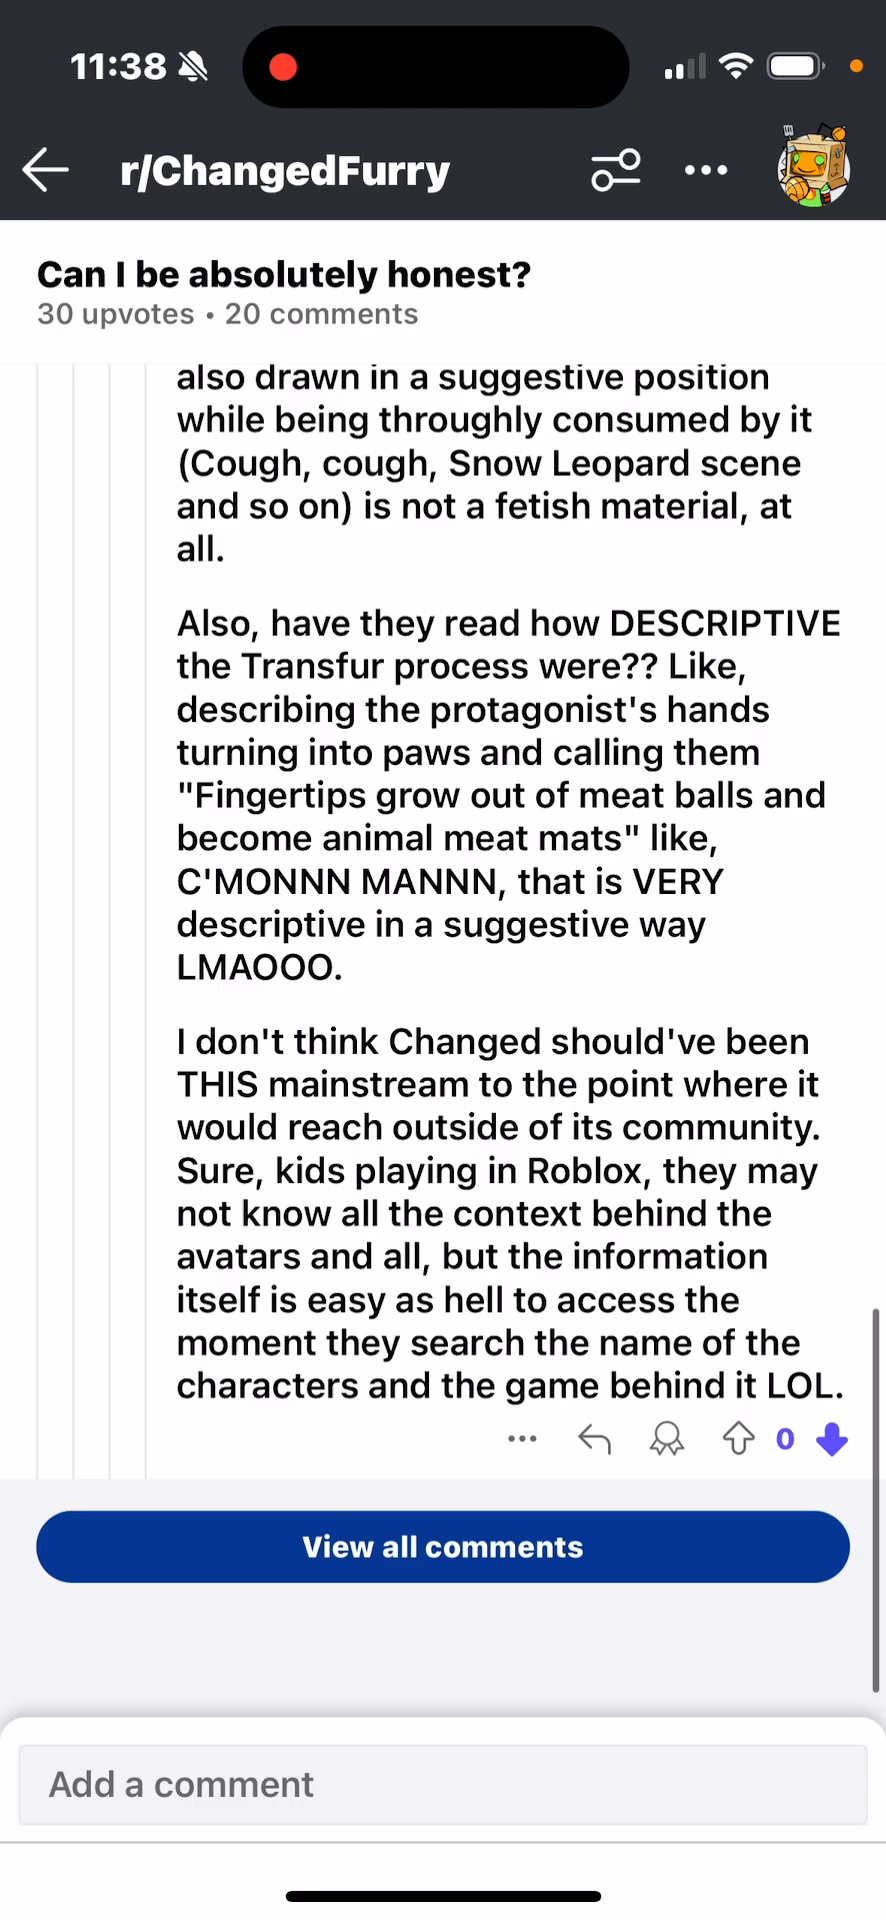 11:38
r/ChangedFurry
Can I be absolutely honest?
30 upvotes • 20 comments
also drawn in a suggestive position
while being throughly consumed by it
(Cough, cough, Snow Leopard scene
and so on) is not a fetish material, at
all.
Also, have they read how DESCRIPTIVE
the Transfur process were?? Like,
describing the protagonist's hands
turning into paws and calling them
"Fingertips grow out of meat balls and
become animal meat mats" like,
C'MONNN MANNN, that is VERY
descriptive in a suggestive way
LMAOOO.
I don't think Changed should've been
THIS mainstream to the point where it
would reach outside of its community.
Sure, kids playing in Roblox, they may
not know all the context behind the
avatars and all, but the information
itself is easy as hell to access the
moment they search the name of the
characters and the game behind it LOL.
0
View all comments
Add a comment